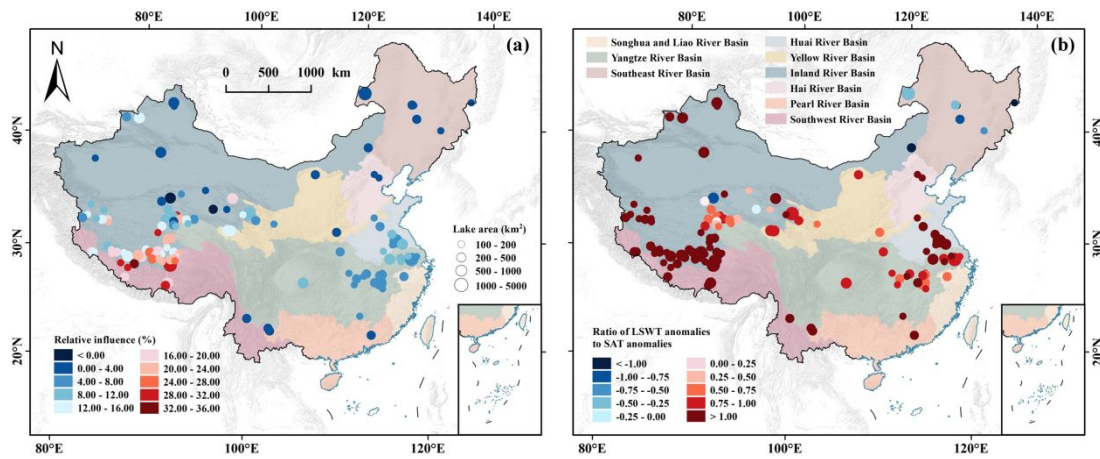 80°E 100°E 120°E 140°E
(a)
N
0 500 1000 km
40°N
30°N
20°N
Lake area (km²)
100 - 200
200 - 500
500 - 1000
1000 - 5000
Relative influence (%)
< 0.00
0.00 - 4.00
4.00 - 8.00
8.00 - 12.00
12.00 - 16.00
16.00 - 20.00
20.00 - 24.00
24.00 - 28.00
28.00 - 32.00
32.00 - 36.00
80°E 100°E 120°E
80°E 100°E 120°E 140°E
(b)
Songhua and Liao River Basin
Yangtze River Basin
Southeast River Basin
Huai River Basin
Yellow River Basin
Inland River Basin
Hai River Basin
Pearl River Basin
Southwest River Basin
40°N
30°N
20°N
Ratio of LSWT anomalies
to SAT anomalies
< -1.00
-1.00 - -0.75
-0.75 - -0.50
-0.50 - -0.25
-0.25 - 0.00
0.00 - 0.25
0.25 - 0.50
0.50 - 0.75
0.75 - 1.00
> 1.00
80°E 100°E 120°E